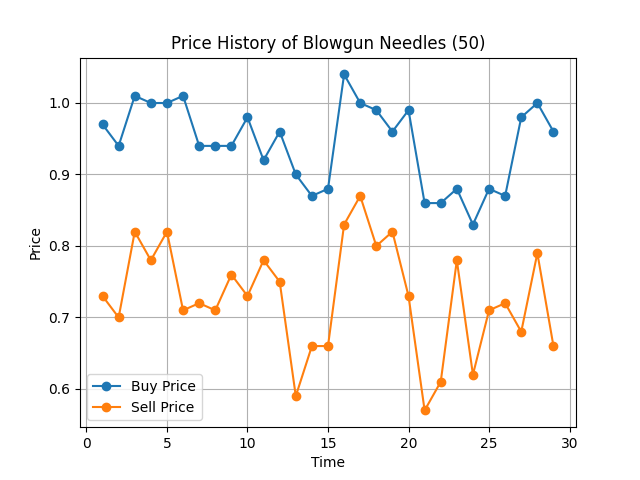 Price History of Blowgun Needles (50)
Price
1.0
0.9
0.8
0.7
0.6
Buy Price
Sell Price
0 5 10 15 20 25 30
Time